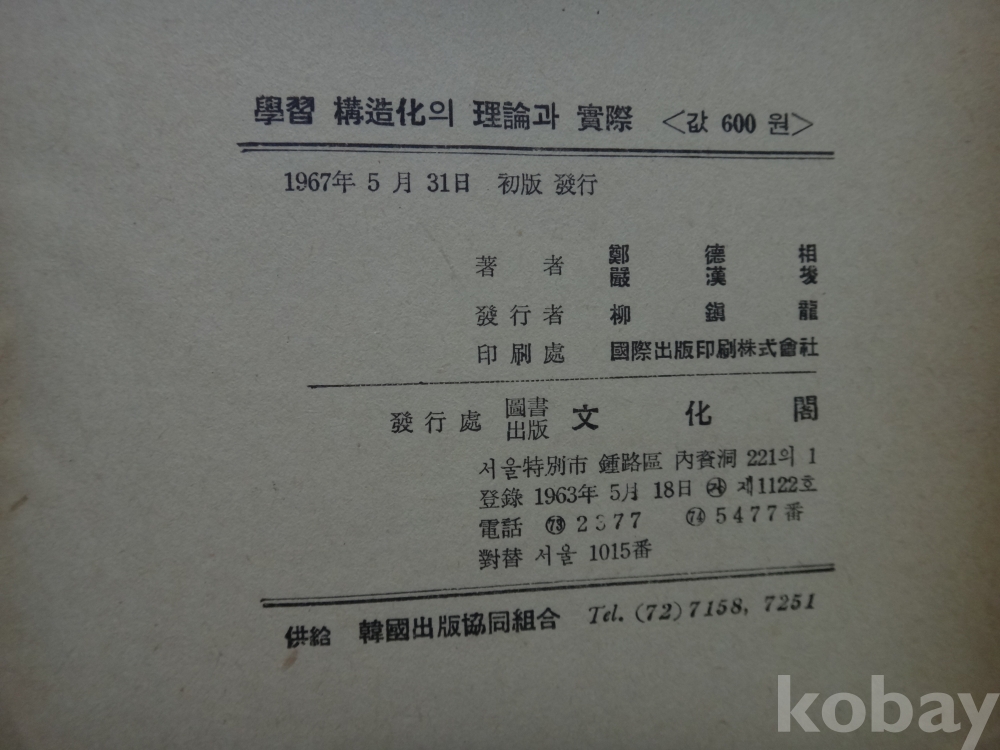 學習 構造化의 理論과 實際 <값 600 원>
1967年 5 月 31日 初版 發行
著 者 鄭 德 相
嚴 漢 埈
發 行 者 柳 鎭 龍
印 刷 處 國際出版印刷株式會社
發 行 處 圖書出版 文 化 閣
서울特別市 鍾路區 內資洞 221의 1
登錄 1963年 5月 18日 ㉮ 제1122호
電話 ㊆ 2377 ㊆ 5477番
對替 서울 1015番
供給 韓國出版協同組合 Tel. (72) 7158, 7251
kobay